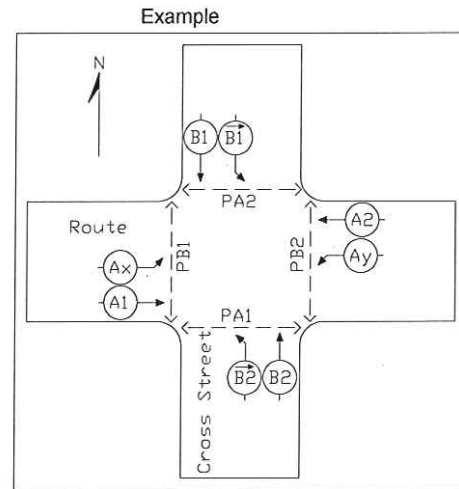 Example
N
B1 B1
PA2
Route
A2
PB1
PB2
Ax
Ay
A1
PA1
Cross Street
B2 B2